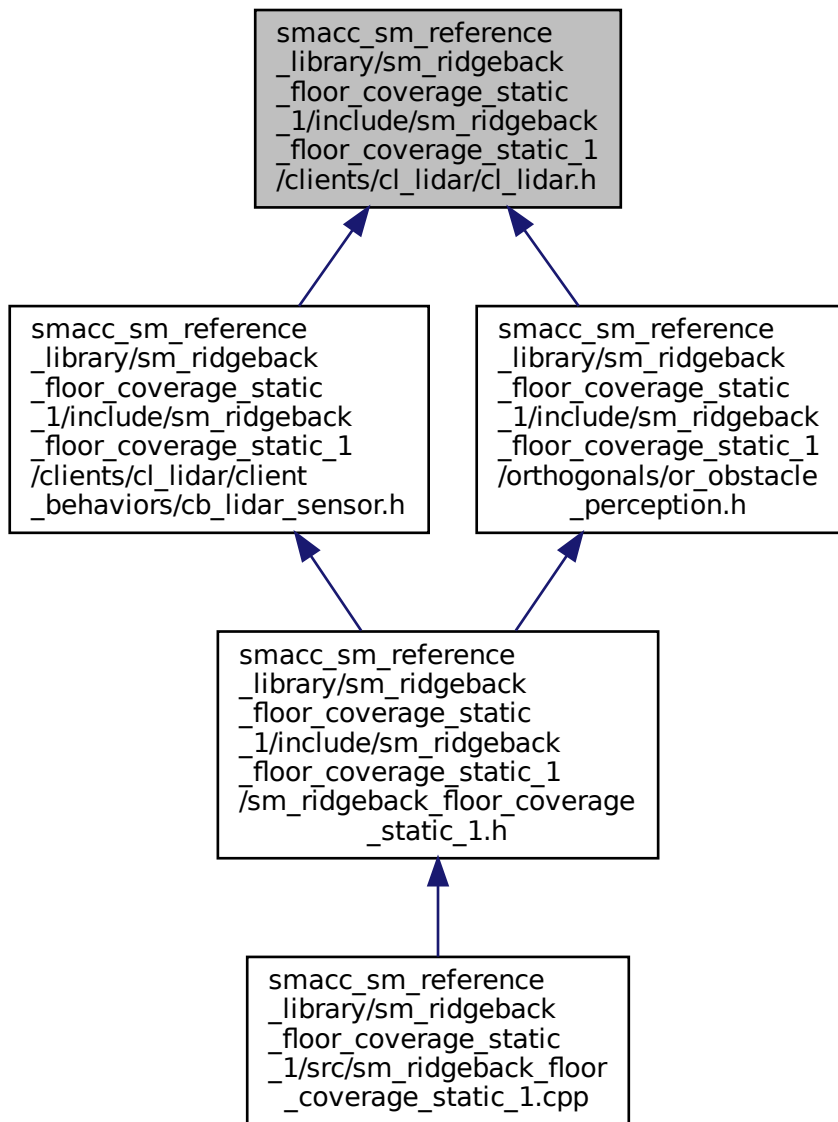 smacc_sm_reference
_library/sm_ridgeback
_floor_coverage_static
_1/include/sm_ridgeback
_floor_coverage_static_1
/clients/cl_lidar/cl_lidar.h
smacc_sm_reference
_library/sm_ridgeback
_floor_coverage_static
_1/include/sm_ridgeback
_floor_coverage_static_1
/clients/cl_lidar/client
_behaviors/cb_lidar_sensor.h
smacc_sm_reference
_library/sm_ridgeback
_floor_coverage_static
_1/include/sm_ridgeback
_floor_coverage_static_1
/orthogonals/or_obstacle
_perception.h
smacc_sm_reference
_library/sm_ridgeback
_floor_coverage_static
_1/include/sm_ridgeback
_floor_coverage_static_1
/sm_ridgeback_floor_coverage
_static_1.h
smacc_sm_reference
_library/sm_ridgeback
_floor_coverage_static
_1/src/sm_ridgeback_floor
_coverage_static_1.cpp